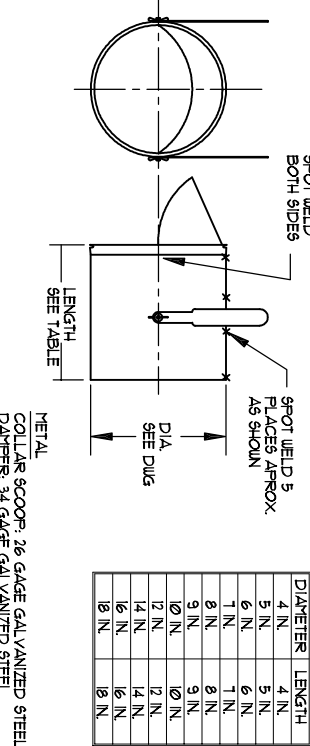 SPOT WELD
BOTH SIDES
SPOT WELD 5
PLACES APROX.
AS SHOWN
LENGTH
SEE TABLE
DIA.
SEE DWG
METAL
COLLAR SCOOP: 26 GAGE GALVANIZED STEEL
DAMPER: 24 GAGE GALVANIZED STEEL
DIAMETER LENGTH
4 IN. 4 IN.
5 IN. 5 IN.
6 IN. 6 IN.
7 IN. 7 IN.
8 IN. 8 IN.
9 IN. 9 IN.
10 IN. 10 IN.
12 IN. 12 IN.
14 IN. 14 IN.
16 IN. 16 IN.
18 IN. 18 IN.